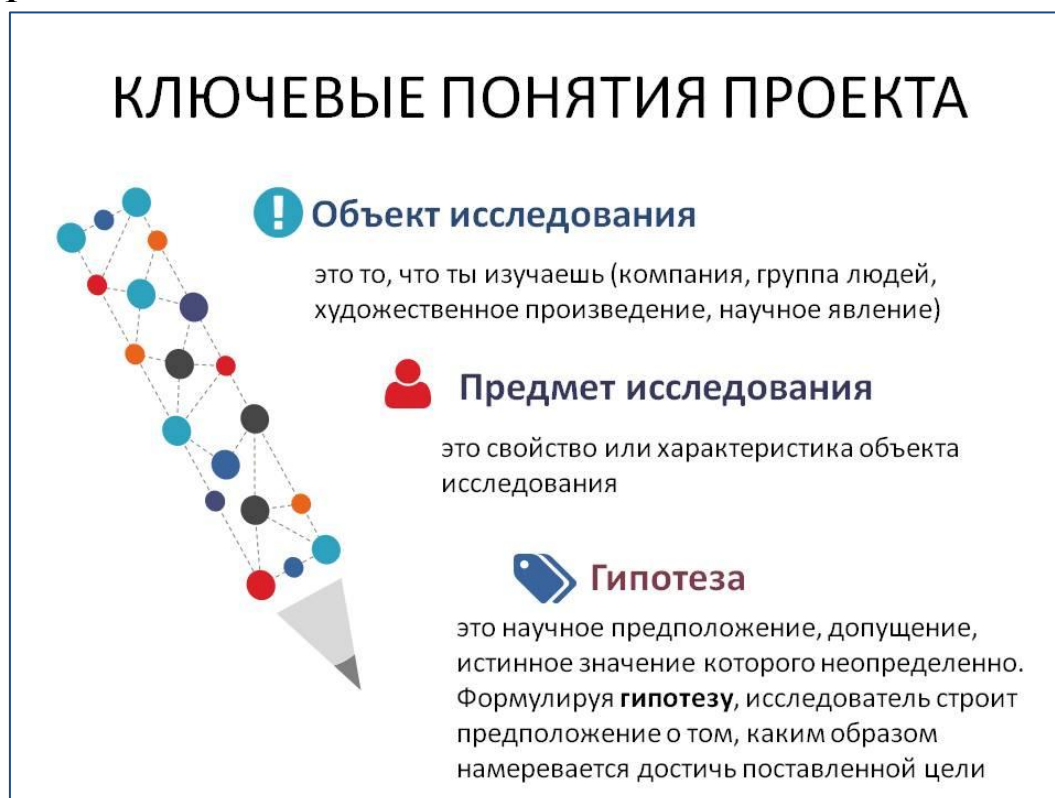 КЛЮЧЕВЫЕ ПОНЯТИЯ ПРОЕКТА
Объект исследования
это то, что ты изучаешь (компания, группа людей,
художественное произведение, научное явление)
Предмет исследования
это свойство или характеристика объекта
исследования
Гипотеза
это научное предположение, допущение,
истинное значение которого неопределенно.
Формулируя гипотезу, исследователь строит
предположение о том, каким образом
намеревается достичь поставленной цели